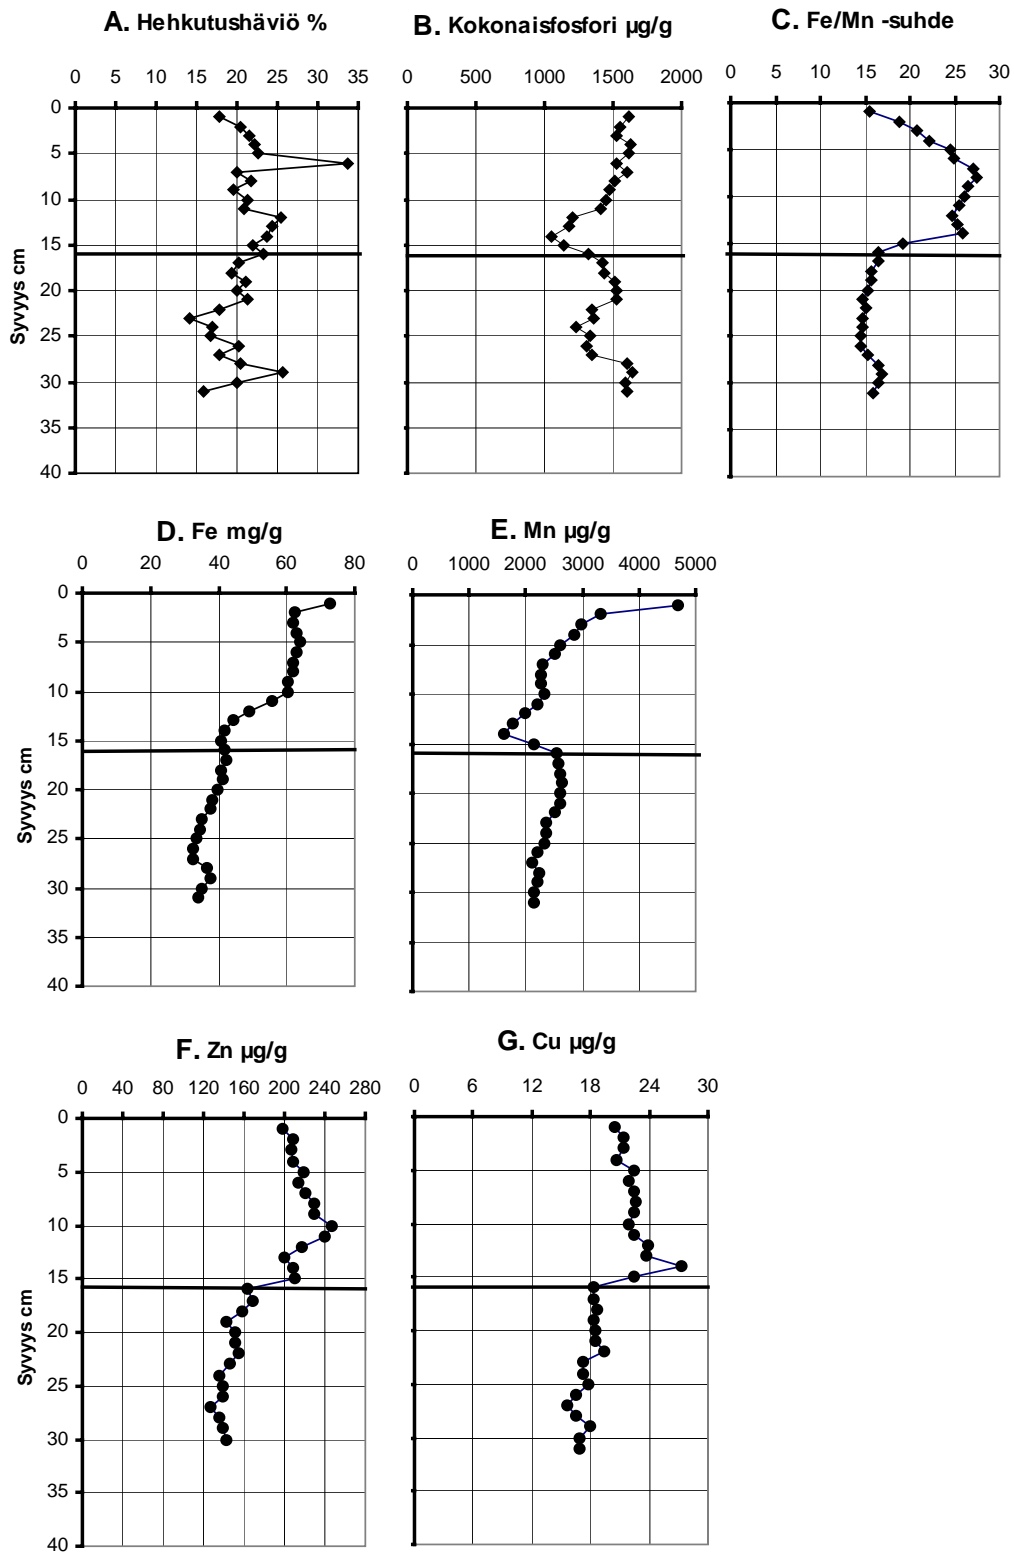 A. Hehkutushäviö %
B. Kokonaisfosfori µg/g
C. Fe/Mn -suhde
0 5 10 15 20 25 30 35
0 500 1000 1500 2000
0 5 10 15 20 25 30
0
5
10
15
20
25
30
35
40
Syvyys cm
D. Fe mg/g
E. Mn µg/g
0 20 40 60 80
0 1000 2000 3000 4000 5000
0
5
10
15
20
25
30
35
40
Syvyys cm
F. Zn µg/g
G. Cu µg/g
0 40 80 120 160 200 240 280
0 6 12 18 24 30
0
5
10
15
20
25
30
35
40
Syvyys cm